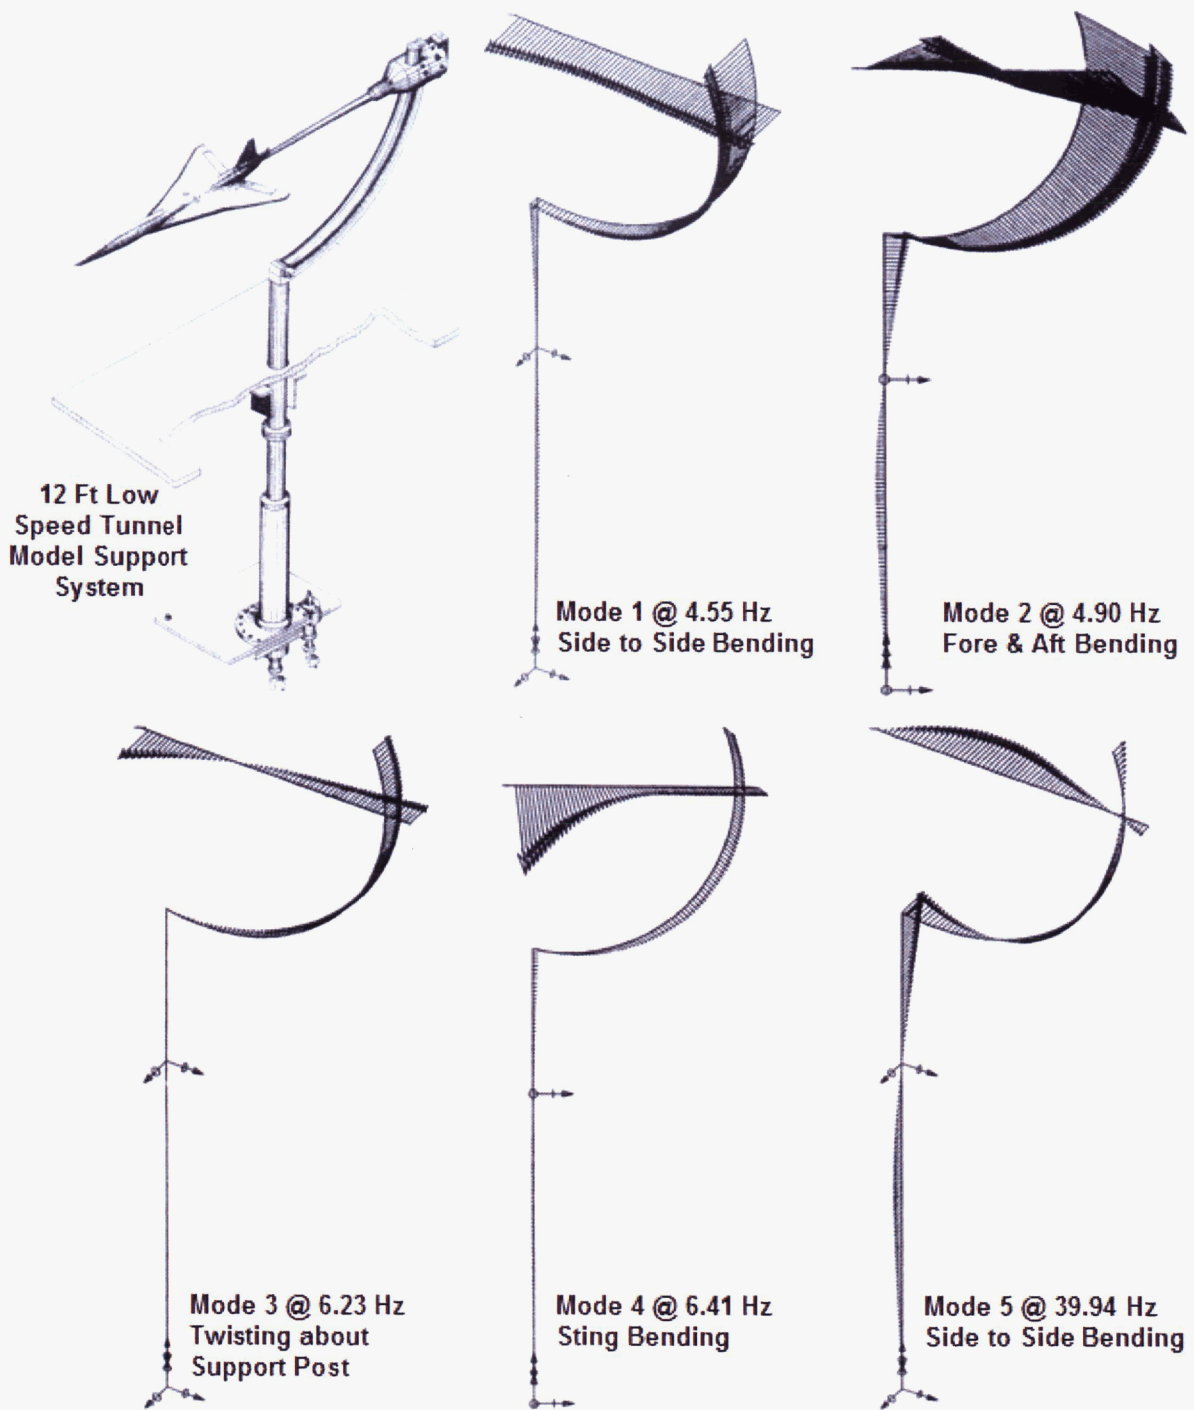 12 Ft Low
Speed Tunnel
Model Support
System
Mode 1 @ 4.55 Hz
Side to Side Bending
Mode 2 @ 4.90 Hz
Fore & Aft Bending
Mode 3 @ 6.23 Hz
Twisting about
Support Post
Mode 4 @ 6.41 Hz
Sting Bending
Mode 5 @ 39.94 Hz
Side to Side Bending